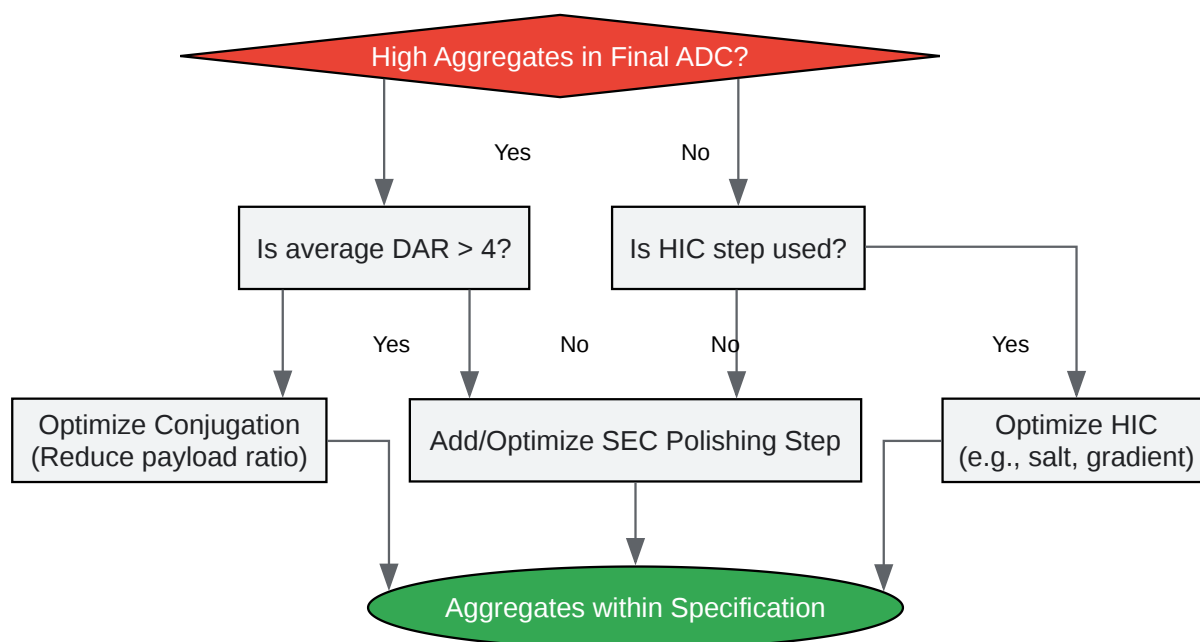 High Aggregates in Final ADC?
Yes
No
Is average DAR > 4?
Is HIC step used?
Yes
No
No
Yes
Optimize Conjugation
(Reduce payload ratio)
Add/Optimize SEC Polishing Step
Optimize HIC
(e.g., salt, gradient)
Aggregates within Specification